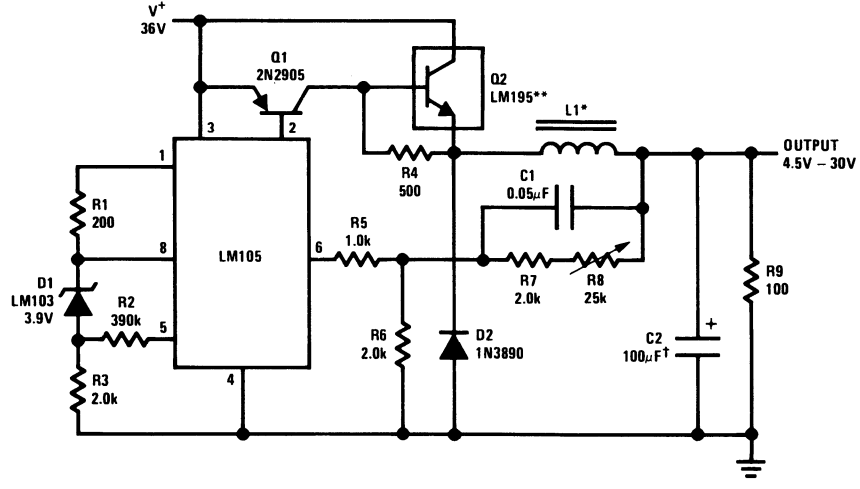 V+
36V
Q1
2N2905
Q2
LM195**
L1*
OUTPUT
4.5V – 30V
3
2
1
R4
500
C1
0.05μF
R1
200
R5
1.0k
8
LM105
6
D1
LM103
3.9V
R2
390k
5
R7
2.0k
R8
25k
R9
100
R6
2.0k
D2
1N3890
C2
100μF†
+
R3
2.0k
4